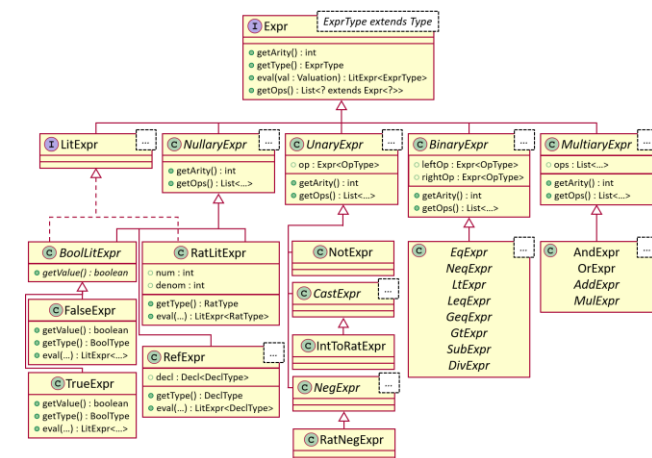 I Expr
ExprType extends Type
getArity() : int
getType() : ExprType
eval(val : Valuation) : LitExpr<ExprType>
getOps() : List<? extends Expr<?>>
I LitExpr
...
C NullaryExpr
...
getArity() : int
getOps() : List<...>
C UnaryExpr
...
op : Expr<OpType>
getArity() : int
getOps() : List<...>
C BinaryExpr
...
leftOp : Expr<OpType>
rightOp : Expr<OpType>
getArity() : int
getOps() : List<...>
C MultiaryExpr
...
ops : List<...>
getArity() : int
getOps() : List<...>
C BoolLitExpr
getValue() : boolean
C RatLitExpr
num : int
denom : int
getType() : RatType
eval(...) : LitExpr<RatType>
C NotExpr
C CastExpr
...
C IntToRatExpr
C NegExpr
...
C RatNegExpr
C
...
EqExpr
NeqExpr
LtExpr
LeqExpr
GeqExpr
GtExpr
SubExpr
DivExpr
C
...
AndExpr
OrExpr
AddExpr
MulExpr
C FalseExpr
getValue() : boolean
getType() : BoolType
eval(...) : LitExpr<...>
C RefExpr
...
decl : Decl<DeclType>
getType() : DeclType
eval(...) : LitExpr<DeclType>
C TrueExpr
getValue() : boolean
getType() : BoolType
eval(...) : LitExpr<...>